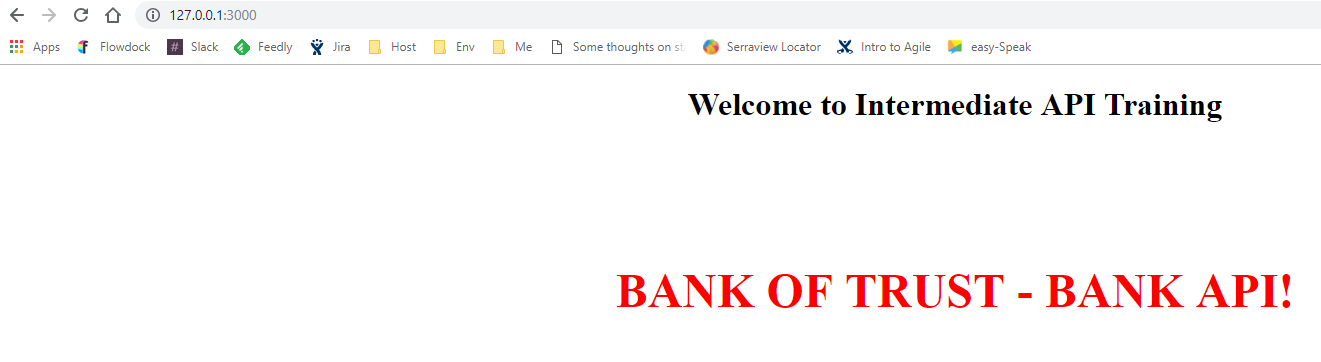 127.0.0.1:3000
Apps Flowdock Slack Feedly Jira Host Env Me Some thoughts on Serraview Locator Intro to Agile easy-Speak
Welcome to Intermediate API Training
BANK OF TRUST - BANK API!